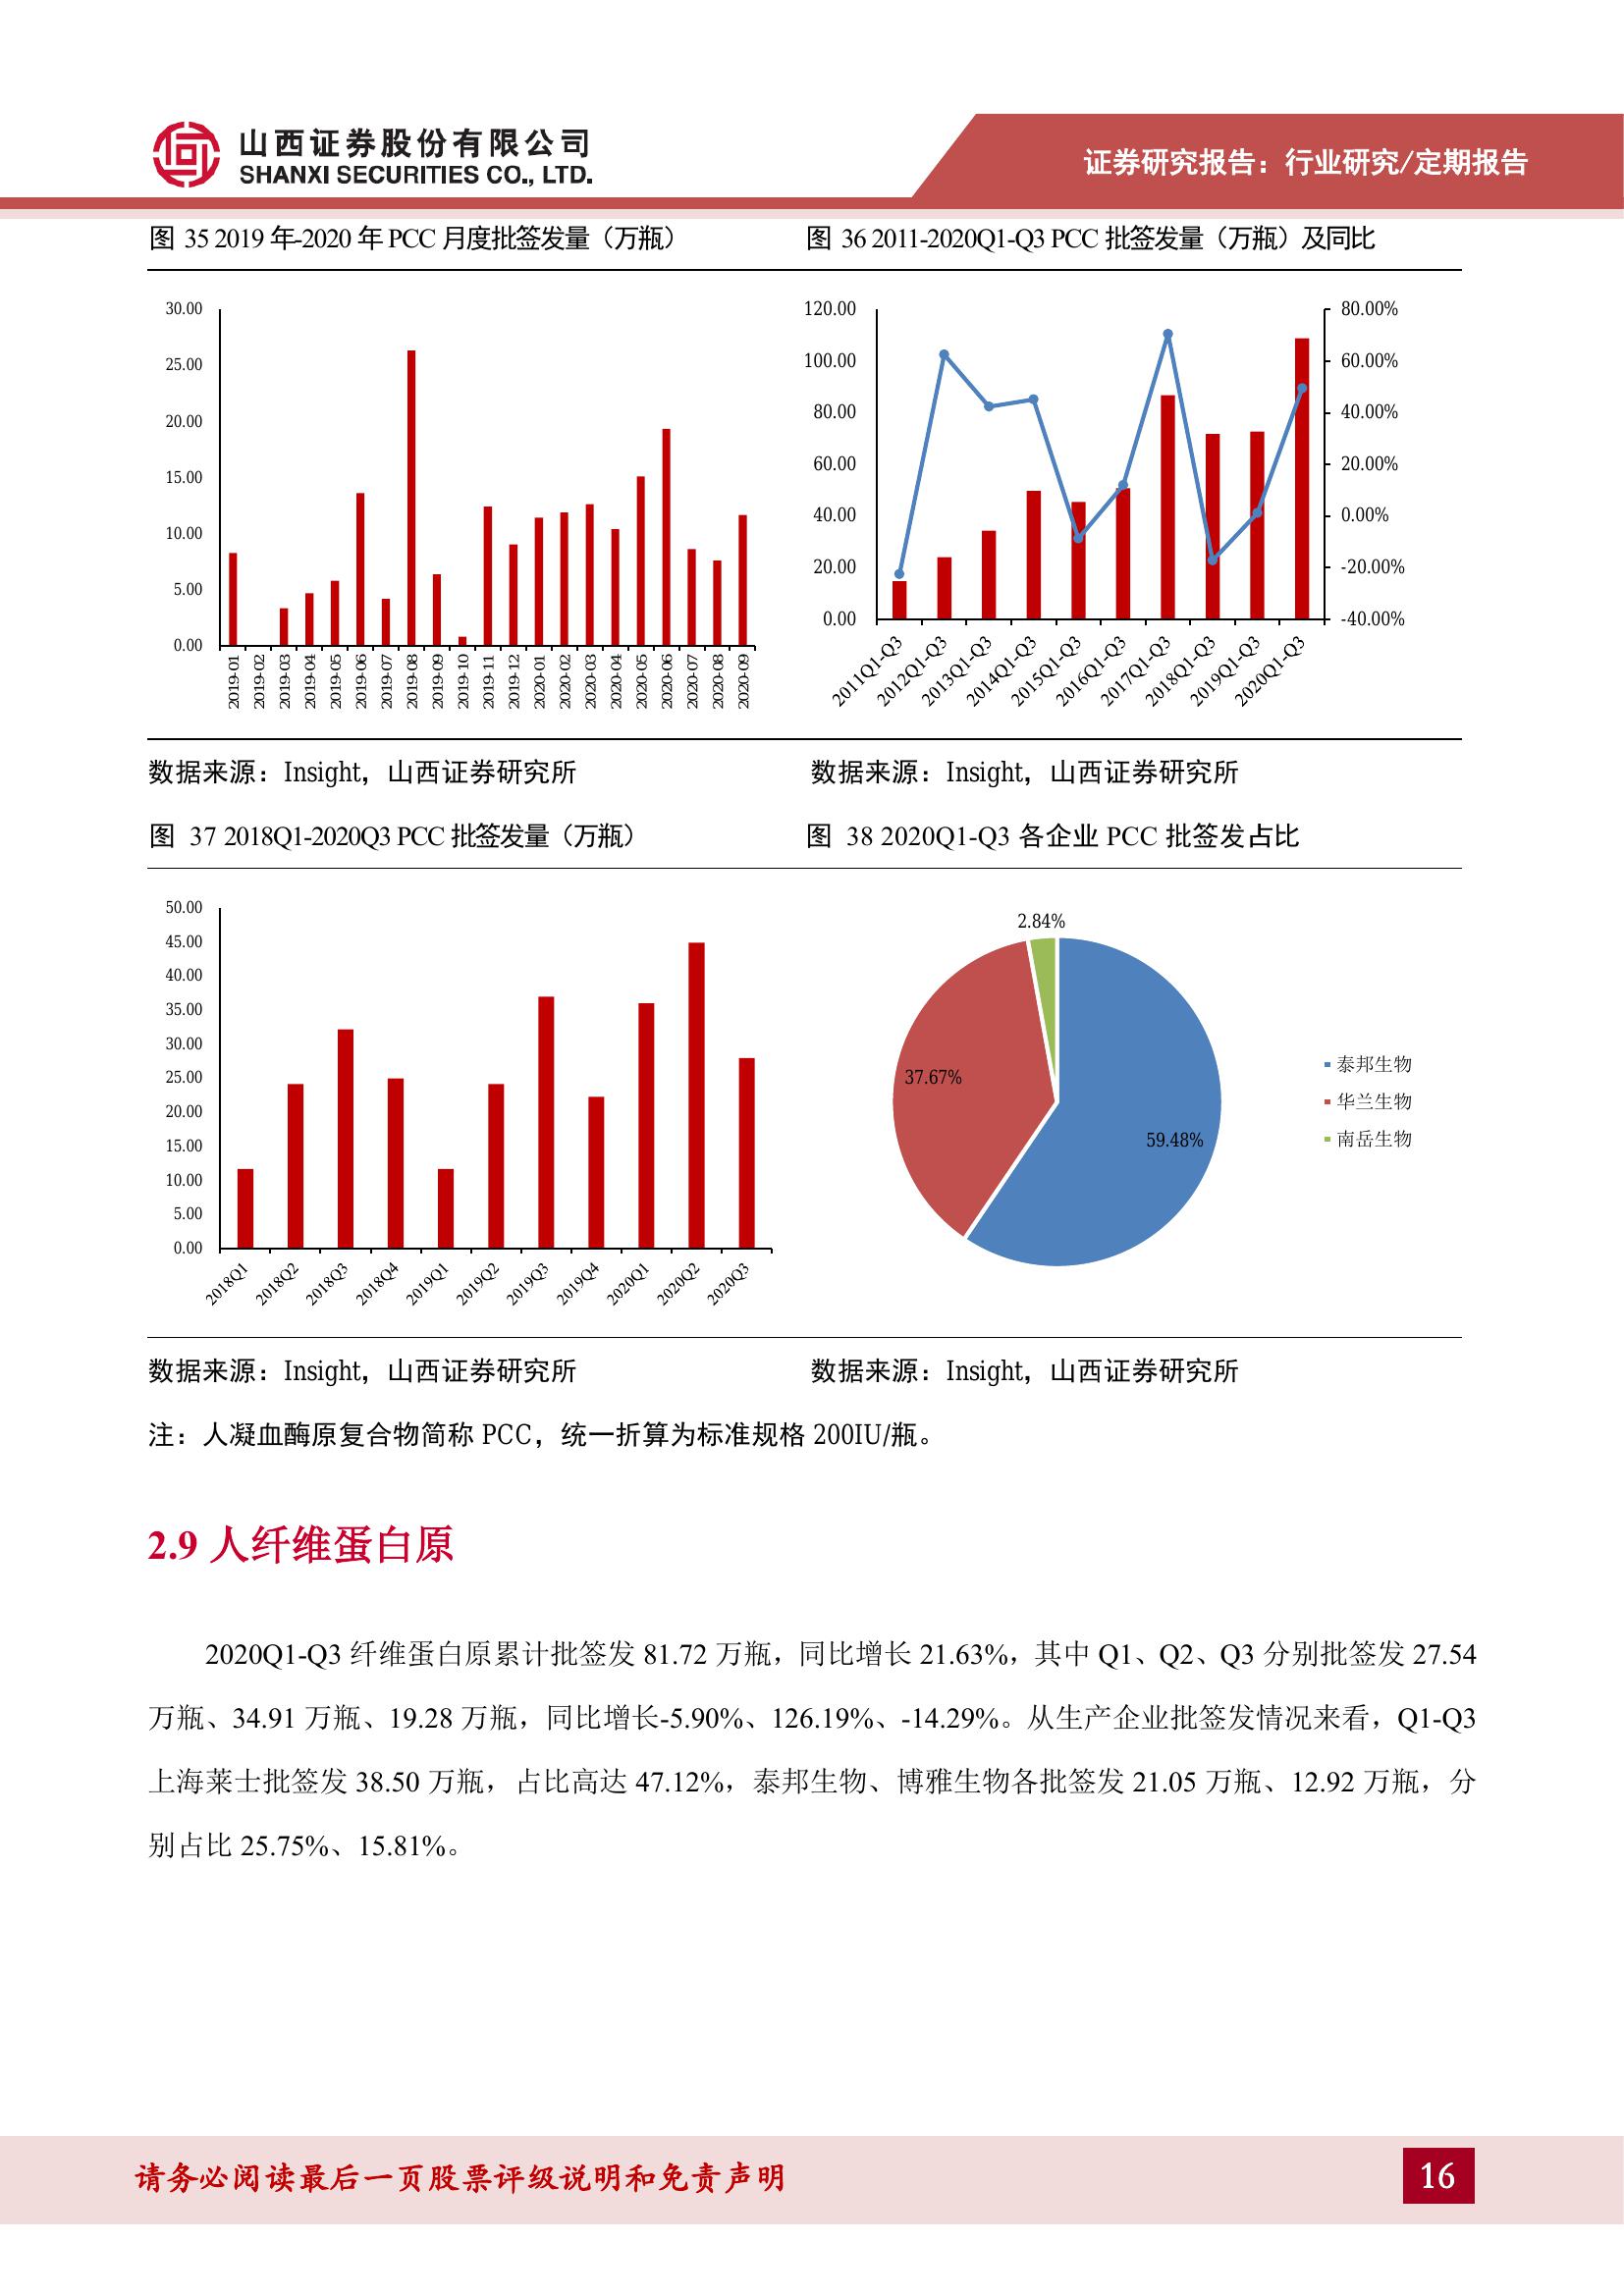 山西证券股份有限公司
SHANXI SECURITIES CO., LTD.
证券研究报告：行业研究/定期报告
图 35 2019 年-2020 年 PCC 月度批签发量（万瓶）
30.00
25.00
20.00
15.00
10.00
5.00
0.00
2019-01
2019-02
2019-03
2019-04
2019-05
2019-06
2019-07
2019-08
2019-09
2019-10
2019-11
2019-12
2020-01
2020-02
2020-03
2020-04
2020-05
2020-06
2020-07
2020-08
2020-09
图 36 2011-2020Q1-Q3 PCC 批签发量（万瓶）及同比
120.00
100.00
80.00
60.00
40.00
20.00
0.00
80.00%
60.00%
40.00%
20.00%
0.00%
-20.00%
-40.00%
2011Q1-Q3
2012Q1-Q3
2013Q1-Q3
2014Q1-Q3
2015Q1-Q3
2016Q1-Q3
2017Q1-Q3
2018Q1-Q3
2019Q1-Q3
2020Q1-Q3
数据来源：Insight，山西证券研究所
数据来源：Insight，山西证券研究所
图 37 2018Q1-2020Q3 PCC 批签发量（万瓶）
50.00
45.00
40.00
35.00
30.00
25.00
20.00
15.00
10.00
5.00
0.00
2018Q1
2018Q2
2018Q3
2018Q4
2019Q1
2019Q2
2019Q3
2019Q4
2020Q1
2020Q2
2020Q3
图 38 2020Q1-Q3 各企业 PCC 批签发占比
2.84%
37.67%
59.48%
泰邦生物
华兰生物
南岳生物
数据来源：Insight，山西证券研究所
数据来源：Insight，山西证券研究所
注：人凝血酶原复合物简称 PCC，统一折算为标准规格 200IU/瓶。
2.9 人纤维蛋白原
2020Q1-Q3 纤维蛋白原累计批签发 81.72 万瓶，同比增长 21.63%，其中 Q1、Q2、Q3 分别批签发 27.54
万瓶、34.91 万瓶、19.28 万瓶，同比增长-5.90%、126.19%、-14.29%。从生产企业批签发情况来看，Q1-Q3
上海莱士批签发 38.50 万瓶，占比高达 47.12%，泰邦生物、博雅生物各批签发 21.05 万瓶、12.92 万瓶，分
别占比 25.75%、15.81%。
请务必阅读最后一页股票评级说明和免责声明
16